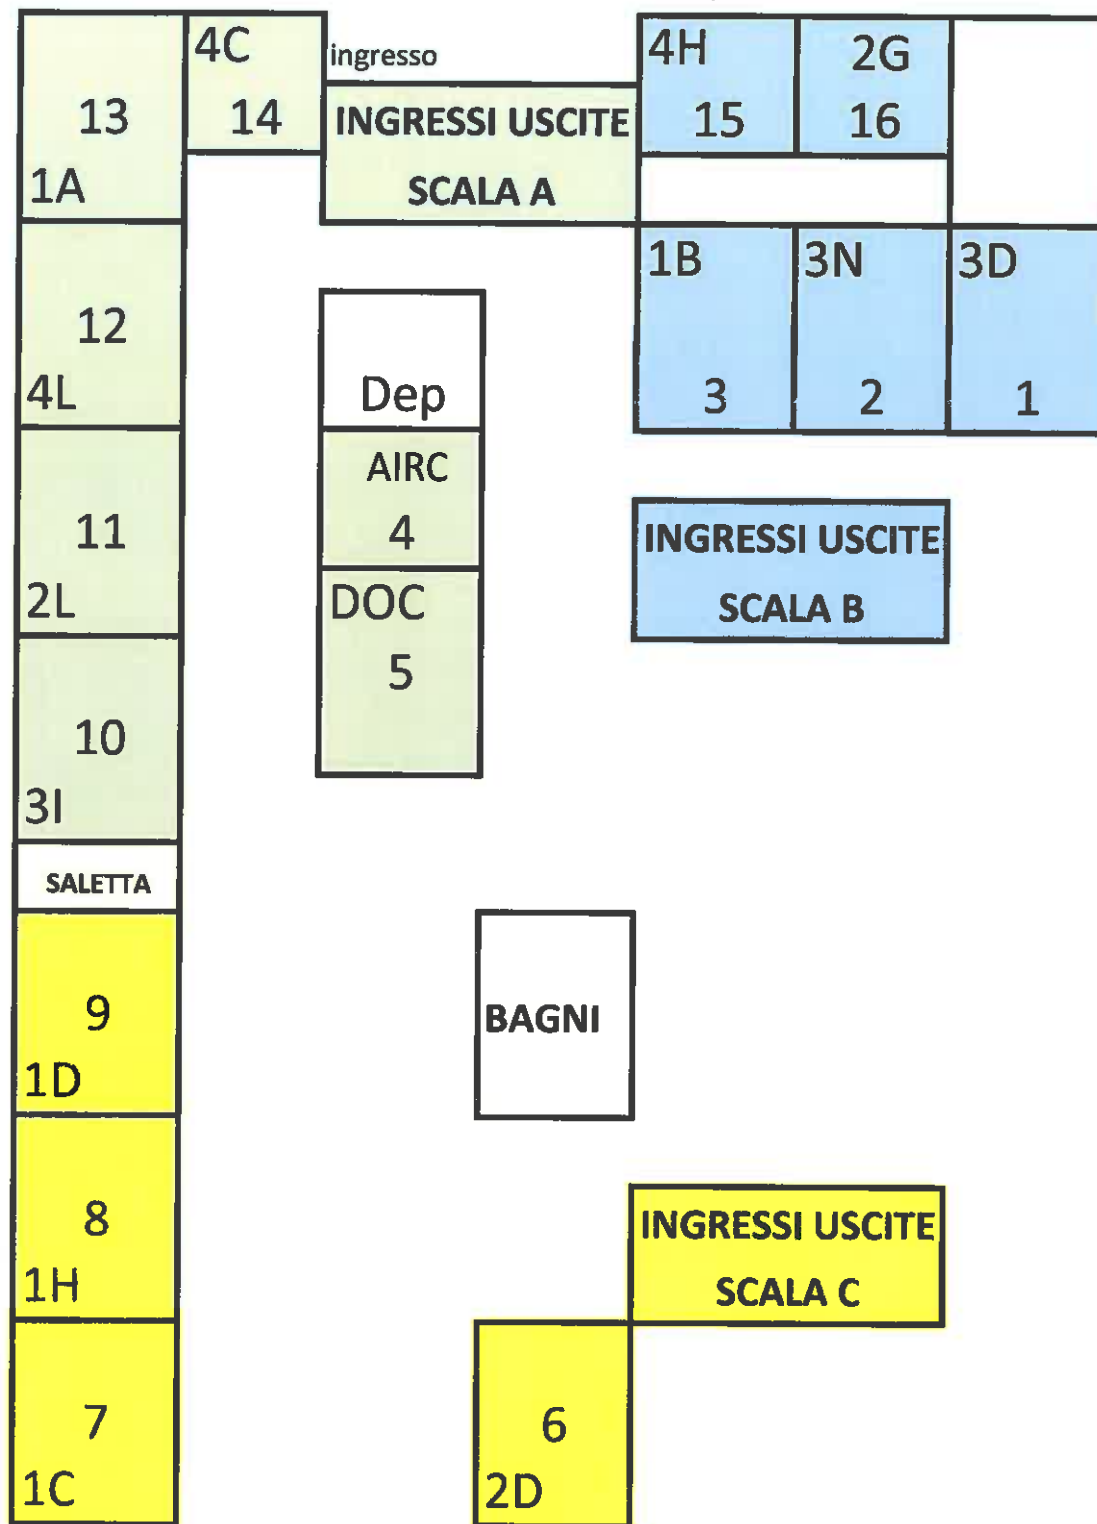 4C
ingresso
4H
2G
13
14
INGRESSI USCITE
15
16
1A
SCALA A
1B
3N
3D
12
4L
Dep
3
2
1
AIRC
11
4
INGRESSI USCITE
2L
DOC
SCALA B
5
10
3I
SALETTA
9
BAGNI
1D
8
INGRESSI USCITE
1H
SCALA C
7
6
1C
2D